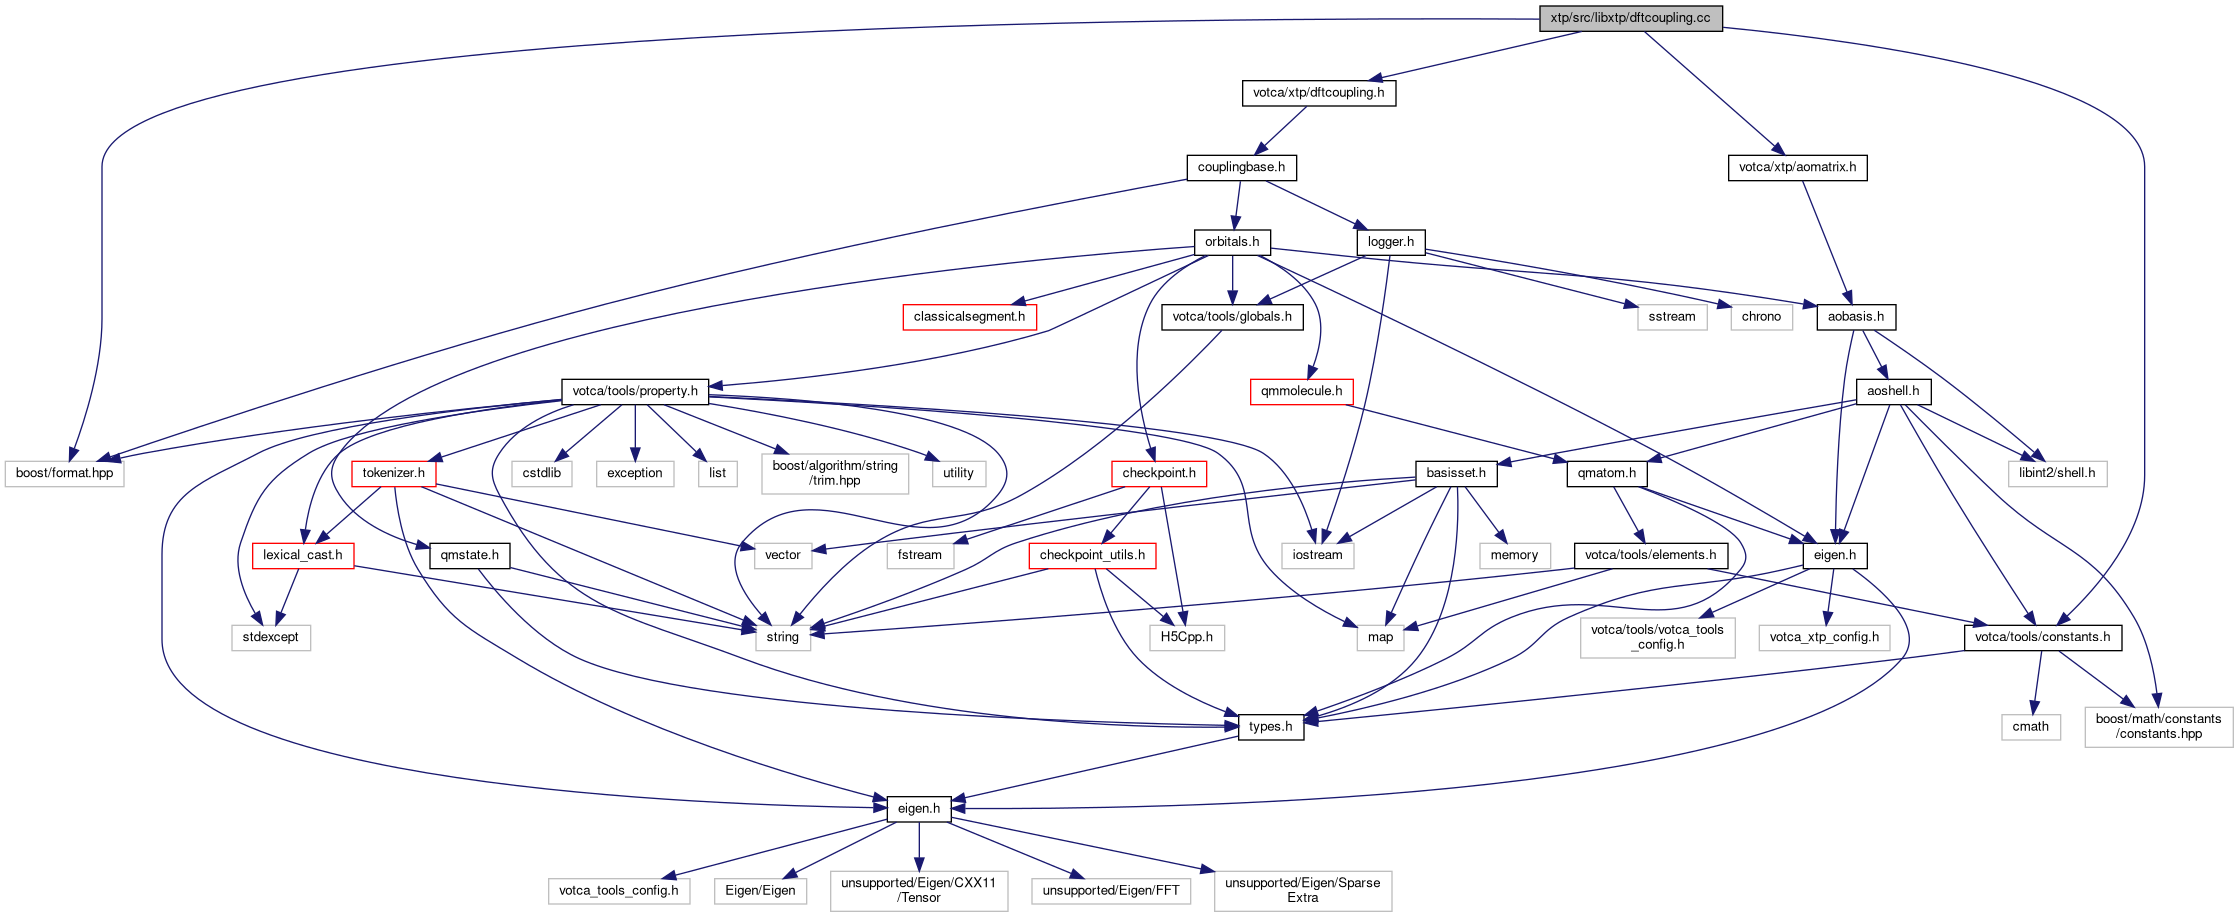 xtp/src/libxtp/dftcoupling.cc
votca/xtp/dftcoupling.h
couplingbase.h
votca/xtp/aomatrix.h
orbitals.h
logger.h
classicalsegment.h
votca/tools/globals.h
sstream
chrono
aobasis.h
votca/tools/property.h
qmmolecule.h
aoshell.h
boost/format.hpp
tokenizer.h
cstdlib
exception
list
boost/algorithm/string
/trim.hpp
utility
checkpoint.h
basisset.h
qmatom.h
libint2/shell.h
lexical_cast.h
qmstate.h
vector
fstream
checkpoint_utils.h
iostream
memory
votca/tools/elements.h
eigen.h
stdexcept
string
H5Cpp.h
map
votca/tools/votca_tools
_config.h
votca_xtp_config.h
votca/tools/constants.h
types.h
cmath
boost/math/constants
/constants.hpp
eigen.h
votca_tools_config.h
Eigen/Eigen
unsupported/Eigen/CXX11
/Tensor
unsupported/Eigen/FFT
unsupported/Eigen/Sparse
Extra